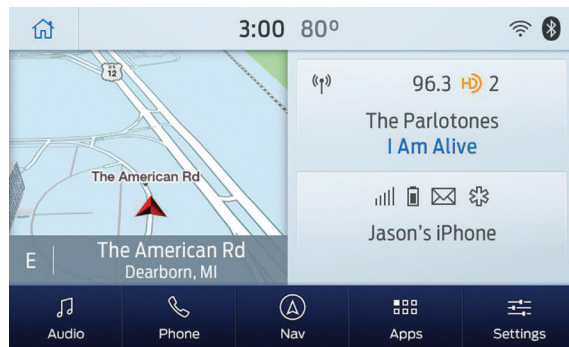 3:00 80°
U.S.
12
The American Rd
E
The American Rd
Dearborn, MI
96.3 HD 2
The Parlotones
I Am Alive
Jason's iPhone
Audio
Phone
Nav
Apps
Settings